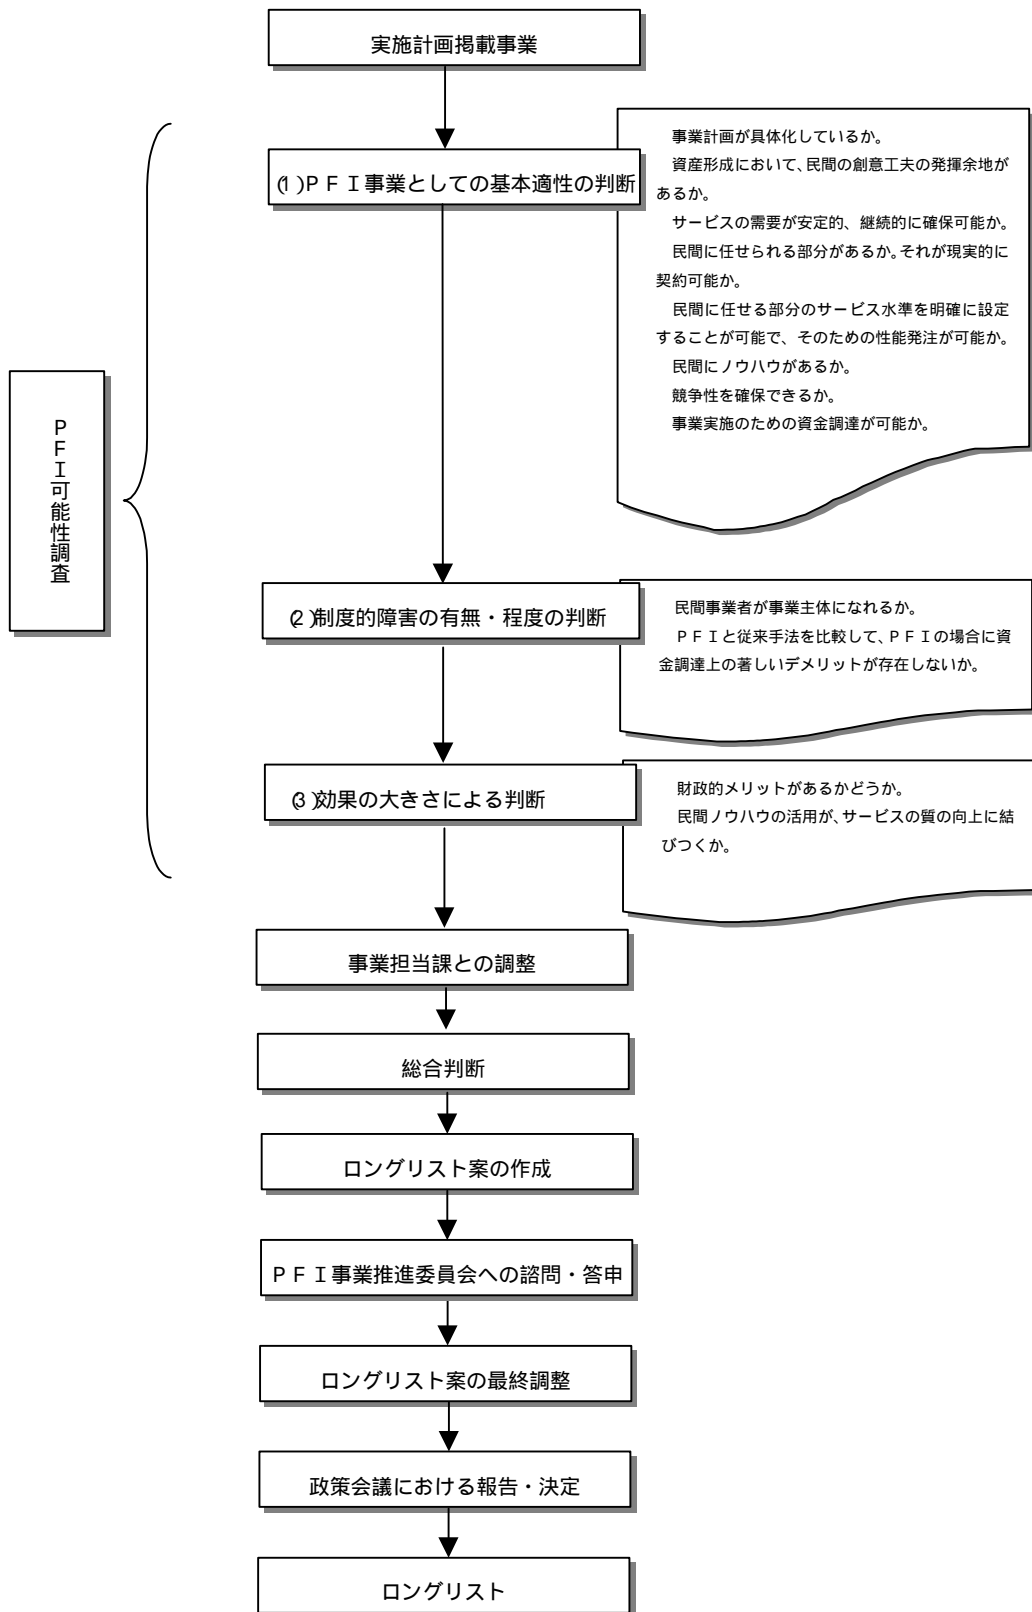 実施計画掲載事業
(1)ＰＦＩ事業としての基本適性の判断
事業計画が具体化しているか。
資産形成において、民間の創意工夫の発揮余地が
あるか。
サービスの需要が安定的、継続的に確保可能か。
民間に任せられる部分があるか。それが現実的に
契約可能か。
民間に任せる部分のサービス水準を明確に設定
することが可能で、そのための性能発注が可能か。
民間にノウハウがあるか。
競争性を確保できるか。
事業実施のための資金調達が可能か。
ＰＦＩ可能性調査
(2)制度的障害の有無・程度の判断
民間事業者が事業主体になれるか。
ＰＦＩと従来手法を比較して、ＰＦＩの場合に資
金調達上の著しいデメリットが存在しないか。
(3)効果の大きさによる判断
財政的メリットがあるかどうか。
民間ノウハウの活用が、サービスの質の向上に結
びつくか。
事業担当課との調整
総合判断
ロングリスト案の作成
ＰＦＩ事業推進委員会への諮問・答申
ロングリスト案の最終調整
政策会議における報告・決定
ロングリスト